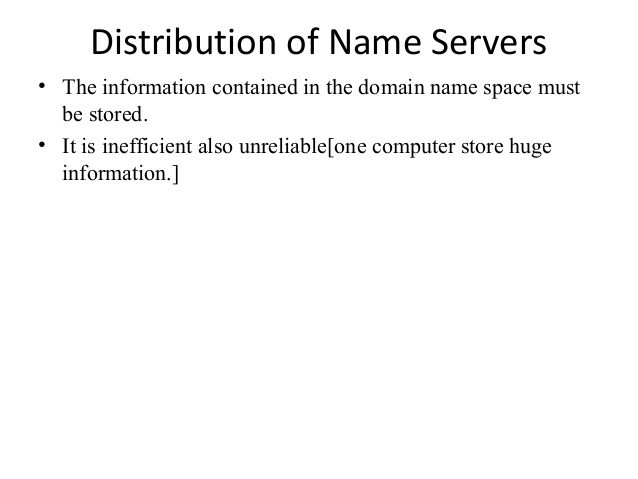 Distribution of Name Servers
• The information contained in the domain name space must
be stored.
• It is inefficient also unreliable[one computer store huge
information.]